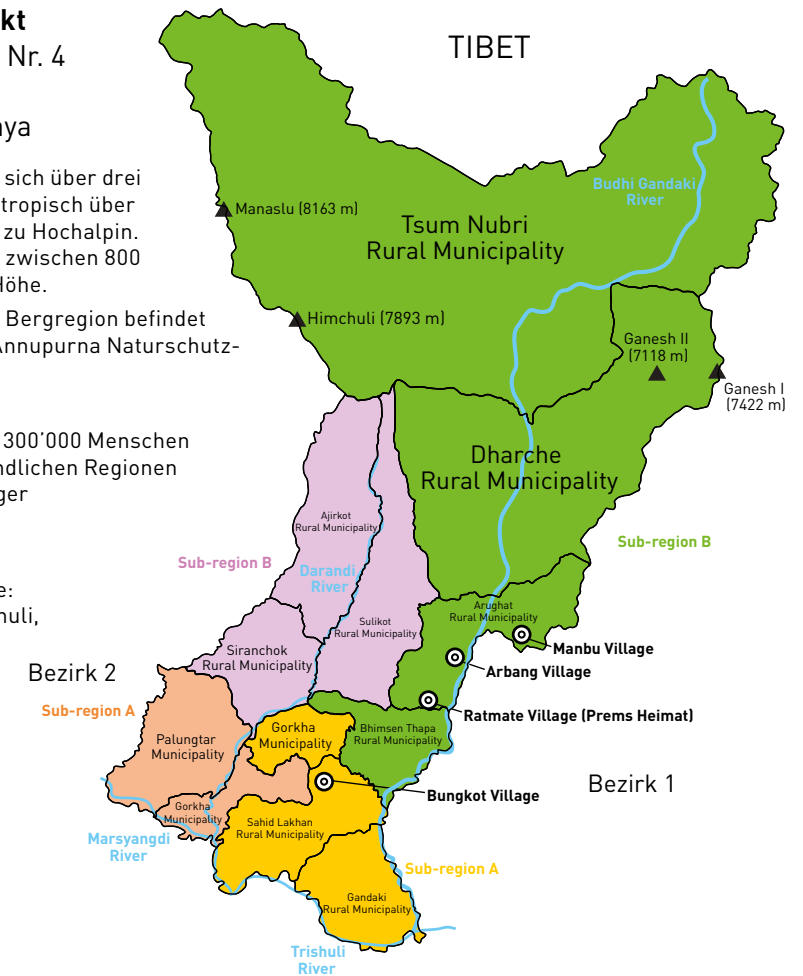 kt
Nr. 4
TIBET
ya
sich über drei
tropisch über
zu Hochalpin.
zwischen 800
Höhe.
Bergregion befindet
Annupurna Naturschutz-
300'000 Menschen
ndlichen Regionen
ger
e:
huli,
Budhi Gandaki
River
Manaslu (8163 m)
Tsum Nubri
Rural Municipality
Himchuli (7893 m)
Ganesh II
(7118 m)
Ganesh I
(7422 m)
Dharche
Rural Municipality
Ajirkot
Rural Municipality
Sub-region B
Sub-region B
Darandi
River
Sulikot
Rural Municipality
Arughat
Rural Municipality
Siranchok
Rural Municipality
Manbu Village
Arbang Village
Bezirk 2
Sub-region A
Ratmate Village (Prems Heimat)
Palungtar
Municipality
Gorkha
Municipality
Bhimsen Thapa
Rural Municipality
Bezirk 1
Bungkot Village
Gorkha
Municipality
Sahid Lakhan
Rural Municipality
Marsyangdi
River
Sub-region A
Gandaki
Rural Municipality
Trishuli
River